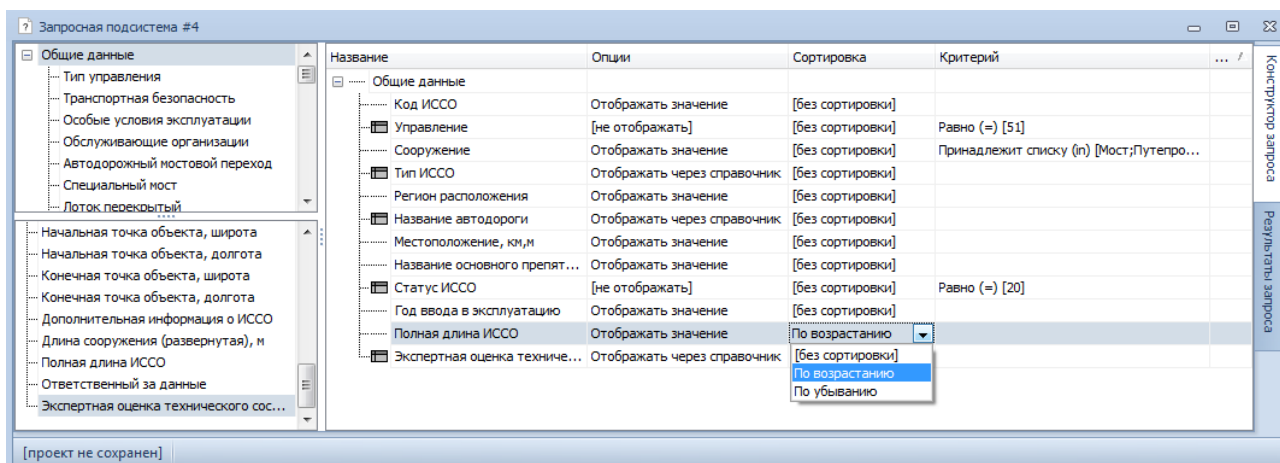 Запросная подсистема #4
Общие данные
Тип управления
Транспортная безопасность
Особые условия эксплуатации
Обслуживающие организации
Автодорожный мостовой переход
Специальный мост
Лоток перекрытый
Начальная точка объекта, широта
Начальная точка объекта, долгота
Конечная точка объекта, широта
Конечная точка объекта, долгота
Дополнительная информация о ИССО
Длина сооружения (развернутая), м
Полная длина ИССО
Ответственный за данные
Экспертная оценка технического сос...
Название Опции Сортировка Критерий ... /
Общие данные
Код ИССО Отображать значение [без сортировки]
Управление [не отображать] [без сортировки] Равно (=) [51]
Сооружение Отображать значение [без сортировки] Принадлежит списку (in) [Мост;Путепро...
Тип ИССО Отображать через справочник [без сортировки]
Регион расположения Отображать значение [без сортировки]
Название автодороги Отображать через справочник [без сортировки]
Местоположение, км,м Отображать значение [без сортировки]
Название основного препят... Отображать значение [без сортировки]
Статус ИССО [не отображать] [без сортировки] Равно (=) [20]
Год ввода в эксплуатацию Отображать значение [без сортировки]
Полная длина ИССО Отображать значение По возрастанию
Экспертная оценка техниче... Отображать через справочник [без сортировки]
По возрастанию
По убыванию
Конструктор запроса
Результаты запроса
[проект не сохранен]